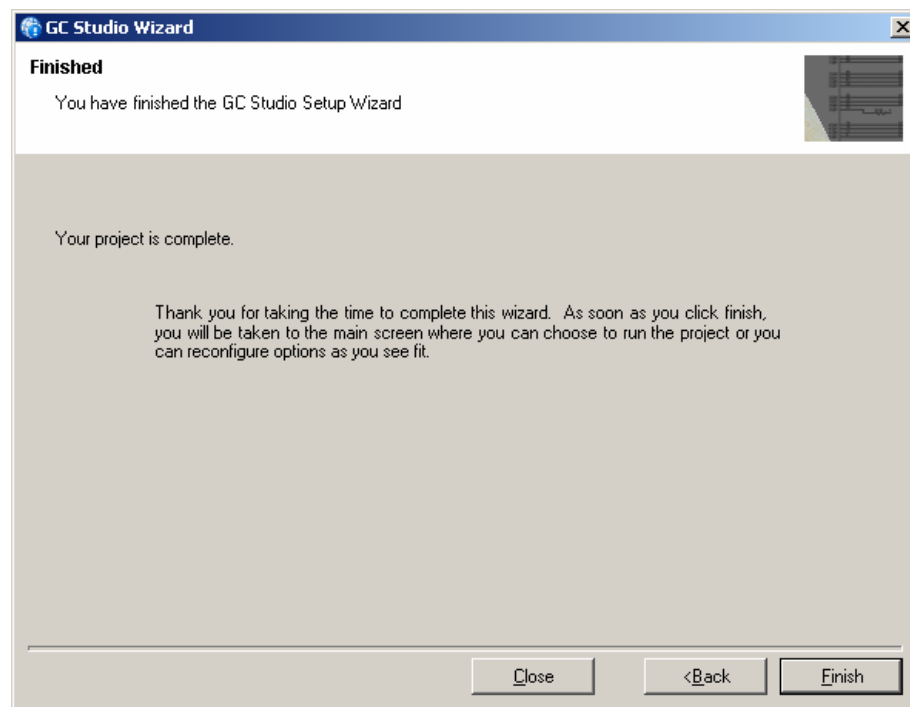 GC Studio Wizard
Finished
You have finished the GC Studio Setup Wizard
Your project is complete.
Thank you for taking the time to complete this wizard.  As soon as you click finish,
you will be taken to the main screen where you can choose to run the project or you
can reconfigure options as you see fit.
Close
<Back
Finish